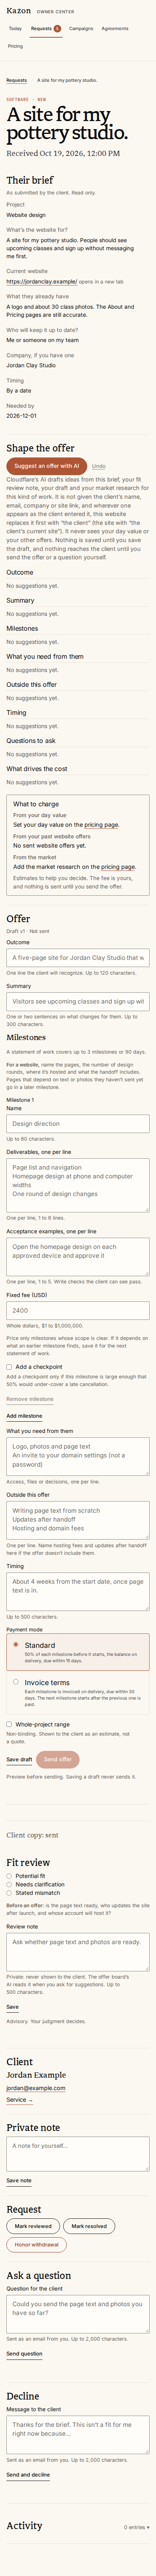 Kazon OWNER CENTER
Today Requests 1 Campaigns Agreements
Pricing
Requests A site for my pottery studio.
SOFTWARE · NEW
A site for my
pottery studio.
Received Oct 19, 2026, 12:00 PM
Their brief
As submitted by the client. Read only.
Project
Website design
What's the website for?
A site for my pottery studio. People should see
upcoming classes and sign up without messaging
me first.
Current website
https://jordanclay.example/ opens in a new tab
What they already have
A logo and about 30 class photos. The About and
Pricing pages are still accurate.
Who will keep it up to date?
Me or someone on my team
Company, if you have one
Jordan Clay Studio
Timing
By a date
Needed by
2026-12-01
Shape the offer
Suggest an offer with AI Undo
Cloudflare's AI drafts ideas from this brief, your fit
review note, your draft and your market research for
this kind of work. It is not given the client's name,
email, company or site link, and wherever one
appears as the client entered it, this website
replaces it first with "the client" (the site with "the
client's current site"). It never sees your day value or
your other offers. Nothing is saved until you save
the draft, and nothing reaches the client until you
send the offer or a question yourself.
Outcome
No suggestions yet.
Summary
No suggestions yet.
Milestones
No suggestions yet.
What you need from them
No suggestions yet.
Outside this offer
No suggestions yet.
Timing
No suggestions yet.
Questions to ask
No suggestions yet.
What drives the cost
No suggestions yet.
What to charge
From your day value
Set your day value on the pricing page.
From your past website offers
No sent website offers yet.
From the market
Add the market research on the pricing page.
Estimates to help you decide. The fee is yours,
and nothing is sent until you send the offer.
Offer
Draft v1 · Not sent
Outcome
A five-page site for Jordan Clay Studio that w
One line the client will recognize. Up to 120 characters.
Summary
Visitors see upcoming classes and sign up wit
One or two sentences on what changes for them. Up to
300 characters.
Milestones
A statement of work covers up to 3 milestones or 90 days.
For a website, name the pages, the number of design
rounds, where it's hosted and what the handoff includes.
Pages that depend on text or photos they haven't sent yet
go in a later milestone.
Milestone 1
Name
Design direction
Up to 80 characters.
Deliverables, one per line
Page list and navigation
Homepage design at phone and computer
widths
One round of design changes
One per line, 1 to 8 lines.
Acceptance examples, one per line
Open the homepage design on each
approved device and approve it
One per line, 1 to 5. Write checks the client can see pass.
Fixed fee (USD)
2400
Whole dollars, $1 to $1,000,000.
Price only milestones whose scope is clear. If it depends on
what an earlier milestone finds, save it for the next
statement of work.
Add a checkpoint
Add a checkpoint only if this milestone is large enough that
50% would under-cover a late cancellation.
Remove milestone
Add milestone
What you need from them
Logo, photos and page text
An invite to your domain settings (not a
password)
Access, files or decisions, one per line.
Outside this offer
Writing page text from scratch
Updates after handoff
Hosting and domain fees
One per line. Name hosting fees and updates after handoff
here if the offer doesn't include them.
Timing
About 4 weeks from the start date, once page
text is in.
Up to 500 characters.
Payment mode
Standard
50% of each milestone before it starts, the balance on
delivery, due within 15 days.
Invoice terms
Each milestone is invoiced on delivery, due within 30
days. The next milestone starts after the previous one is
paid.
Whole-project range
Non-binding. Shown to the client as an estimate, not
a quote.
Save draft Send offer
Preview before sending. Saving a draft never sends it.
Client copy: sent
Fit review
Potential fit
Needs clarification
Stated mismatch
Before an offer: is the page text ready, who updates the site
after launch, and whose account will host it?
Review note
Ask whether page text and photos are ready.
Private: never shown to the client. The offer board's
AI reads it when you ask for suggestions. Up to
500 characters.
Save
Advisory. Your judgment decides.
Client
Jordan Example
jordan@example.com
Service →
Private note
A note for yourself...
Save note
Request
Mark reviewed Mark resolved
Honor withdrawal
Ask a question
Question for the client
Could you send the page text and photos you
have so far?
Sent as an email from you. Up to 2,000 characters.
Send question
Decline
Message to the client
Thanks for the brief. This isn't a fit for me
right now because...
Sent as an email from you. Up to 2,000 characters.
Send and decline
Activity 0 entries ▾